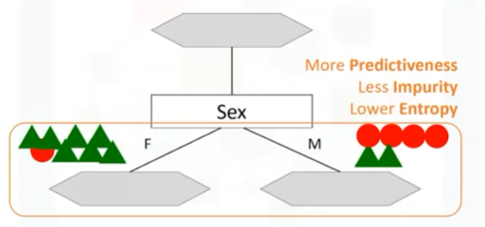 More Predictiveness
Less Impurity
Lower Entropy
Sex
F
M